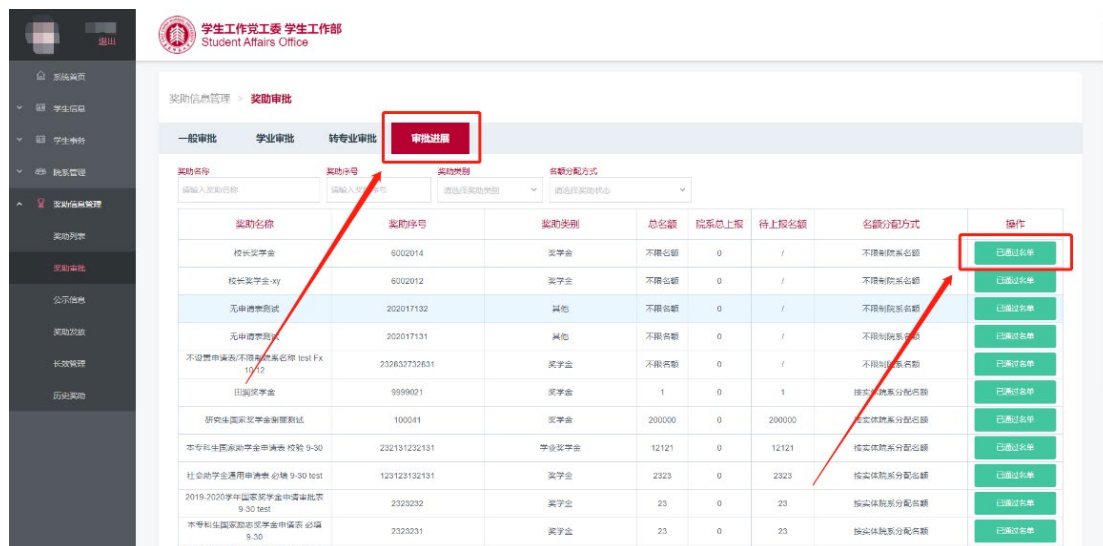 退出
学生工作党工委 学生工作部
Student Affairs Office
系统首页
学生信息
学生事务
院系管理
奖助信息管理
奖助列表
奖助审批
公示信息
奖助发放
长效管理
历史奖助
奖助信息管理 > 奖助审批
一般审批 学业审批 转专业审批 审批进展
奖助名称 奖助序号 奖助类别 名额分配方式
请输入奖助名称 请输入奖助序号 请选择奖助类别 请选择奖助状态
奖助名称 奖助序号 奖助类别 总名额 院系总上报 待上报名额 名额分配方式 操作
校长奖学金 6002014 奖学金 不限名额 0 / 不限制院系名额 已通过名单
校长奖学金-xy 6002012 奖学金 不限名额 0 / 不限制院系名额 已通过名单
无申请表测试 202017132 其他 不限名额 0 / 不限制院系名额 已通过名单
无申请表测试 202017131 其他 不限名额 0 / 不限制院系名额 已通过名单
不设置申请表/不限制院系名称 test Fx
10/12 232632732631 奖学金 不限名额 0 / 不限制院系名额 已通过名单
奖学金 9999021 奖学金 1 0 1 按实体院系分配名额 已通过名单
研究生国家奖学金 100041 奖学金 200000 0 200000 按实体院系分配名额 已通过名单
本专科生国家助学金申请表 校验 9-30 232131232131 学业奖学金 12121 0 12121 按实体院系分配名额 已通过名单
社会助学金通用申请表 必填 9-30 test 123123132131 奖学金 2323 0 2323 按实体院系分配名额 已通过名单
2019-2020学年国家奖学金申请审批表
9-30 test 2323232 奖学金 23 0 23 按实体院系分配名额 已通过名单
本专科生国家励志奖学金申请表 必填
9-30 2323231 奖学金 23 0 23 按实体院系分配名额 已通过名单